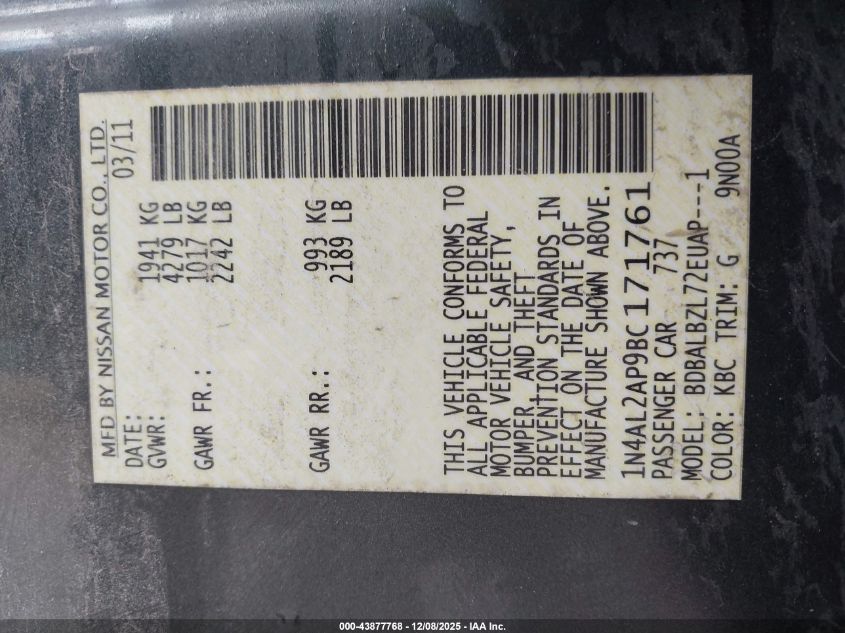 MFD BY NISSAN MOTOR CO., LTD.
DATE: 03/11
GVWR: 1941 KG
4279 LB
GAWR FR.: 1017 KG
2242 LB
GAWR RR.: 993 KG
2189 LB
THIS VEHICLE CONFORMS TO
ALL APPLICABLE FEDERAL
MOTOR VEHICLE SAFETY,
BUMPER AND THEFT
PREVENTION STANDARDS IN
EFFECT ON THE DATE OF
MANUFACTURE SHOWN ABOVE.
1N4AL2AP9BC171761
PASSENGER CAR 737
MODEL: BDBALBZL72EUAP---1
COLOR: KBC TRIM: G 9N00A
000-43877768 - 12/08/2025 - IAA Inc.